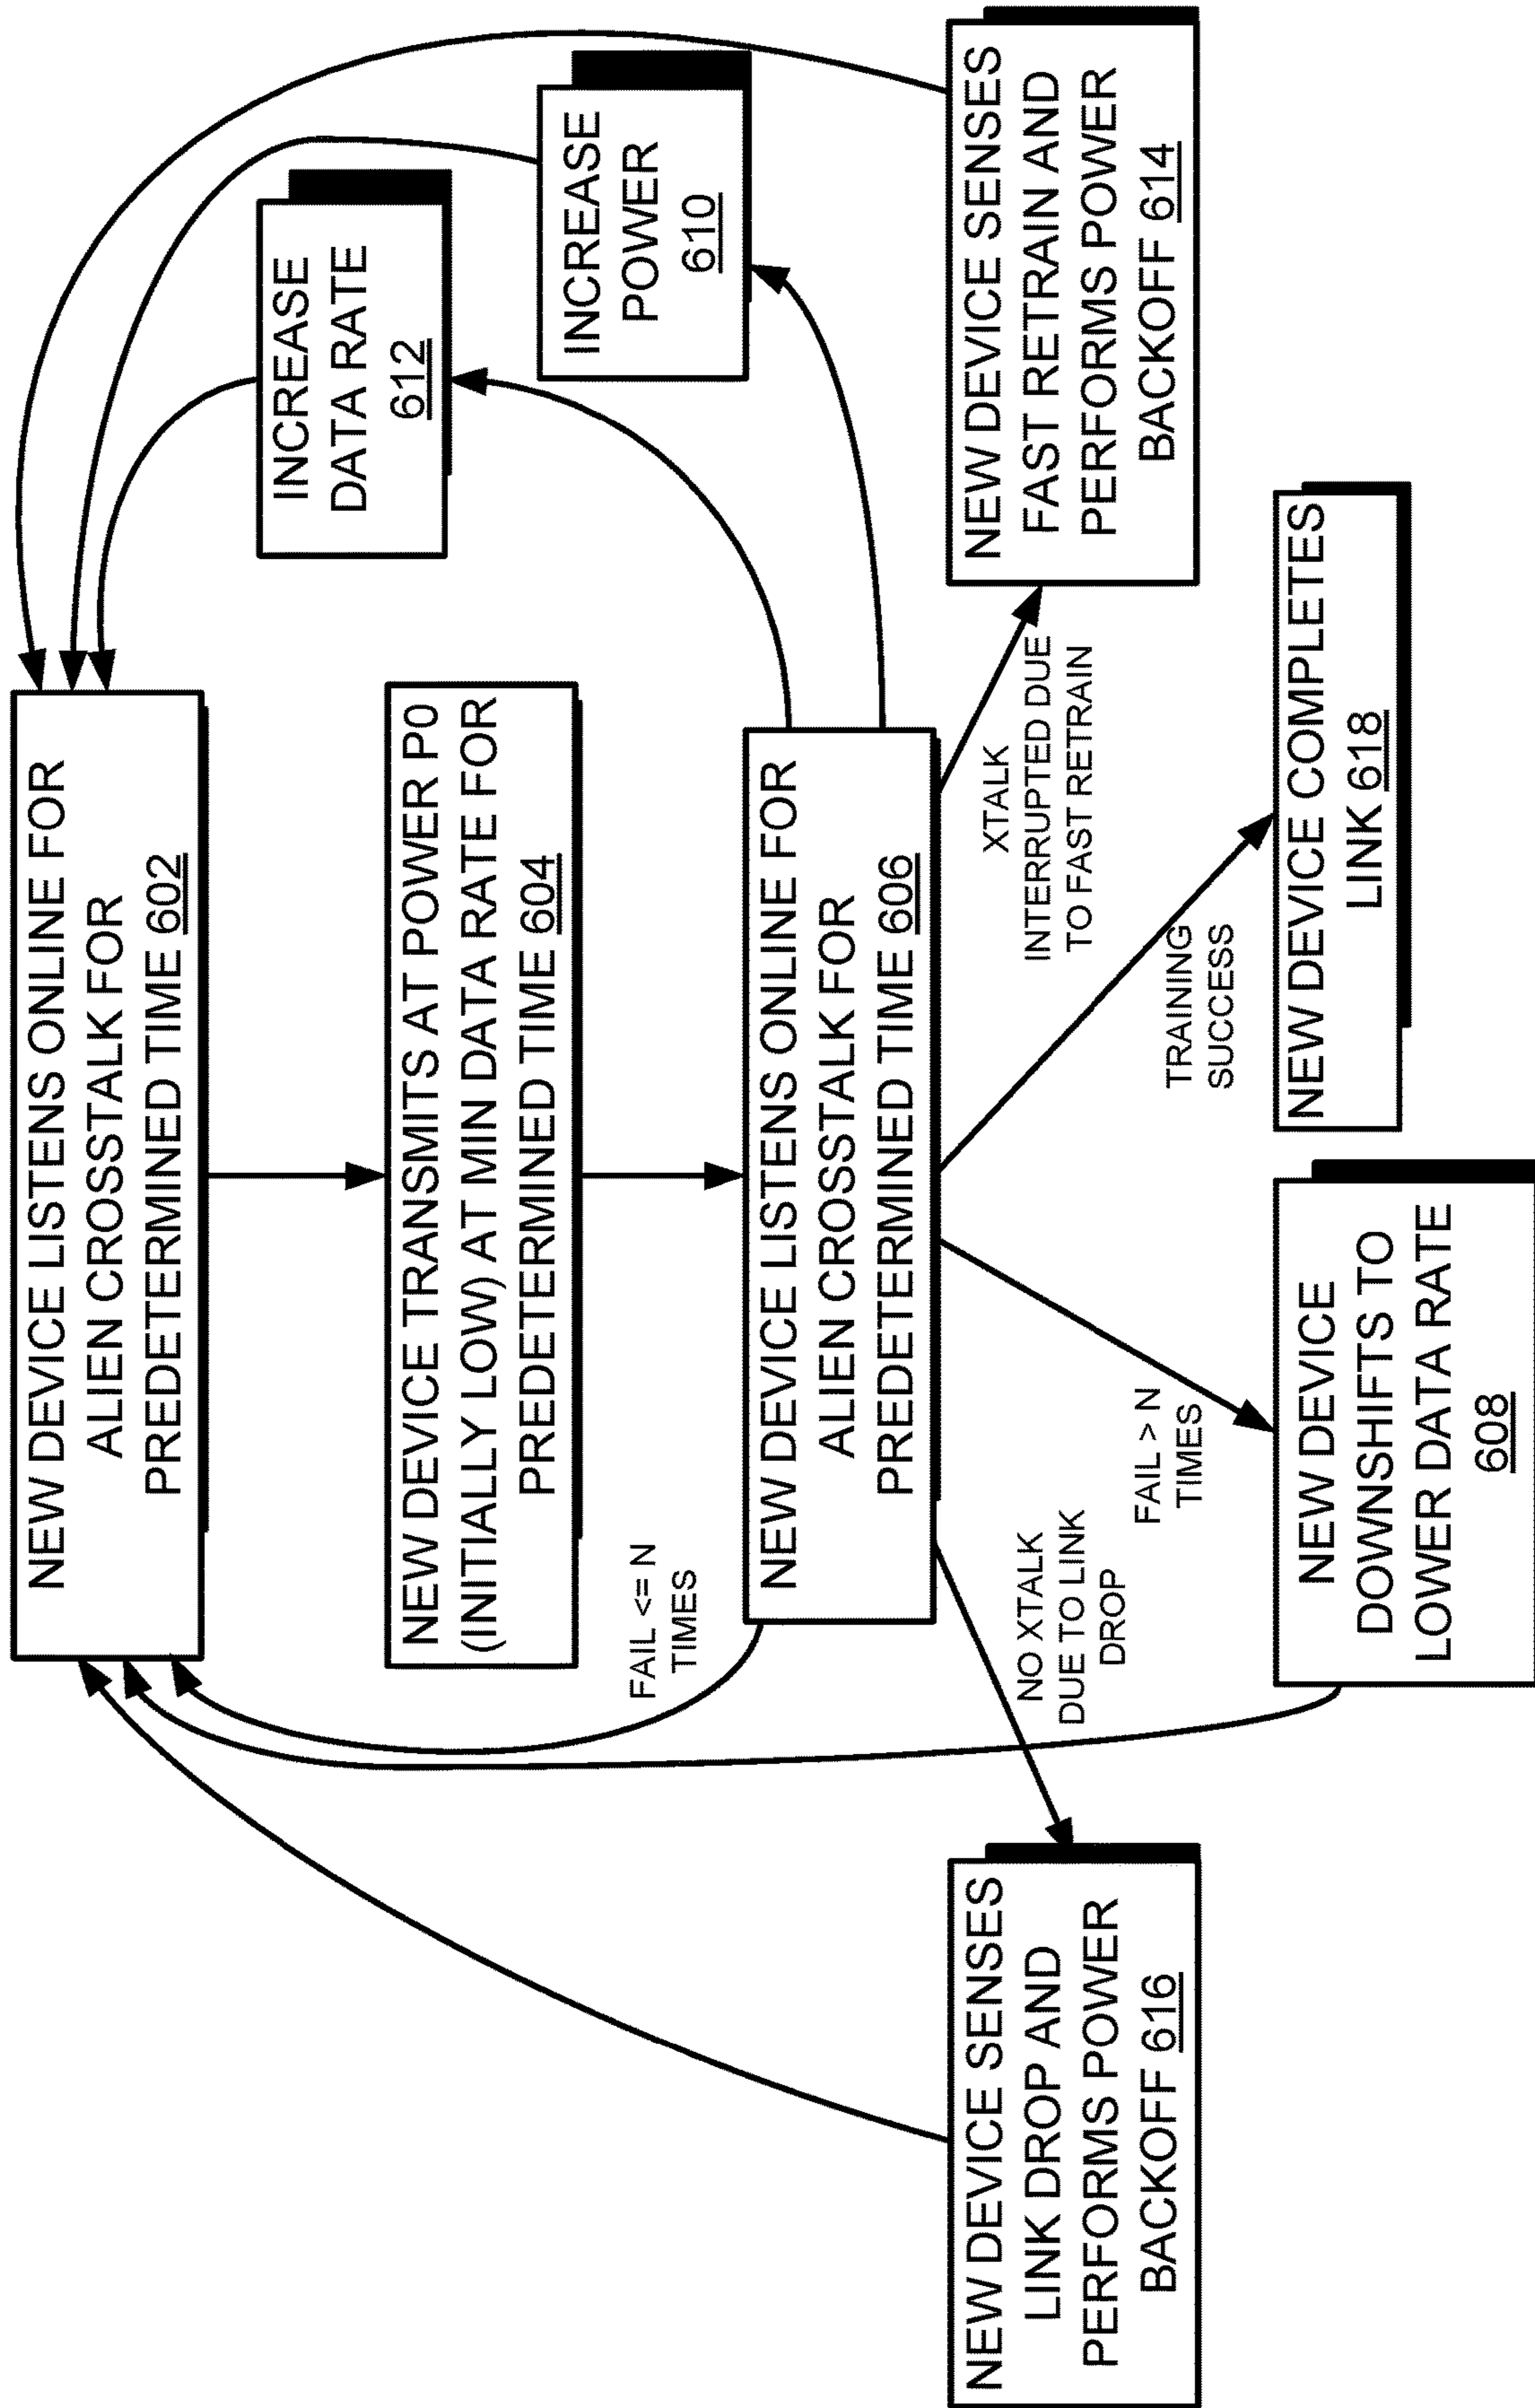 NEW DEVICE LISTENS ONLINE FOR
ALIEN CROSSTALK FOR
PREDETERMINED TIME 602
NEW DEVICE TRANSMITS AT POWER P0
(INITIALLY LOW) AT MIN DATA RATE FOR
PREDETERMINED TIME 604
INCREASE
DATA RATE
612
FAIL <= N
TIMES
NEW DEVICE LISTENS ONLINE FOR
ALIEN CROSSTALK FOR
PREDETERMINED TIME 606
INCREASE
POWER
610
NO XTALK
DUE TO LINK
DROP
FAIL > N
TIMES
TRAINING
SUCCESS
XTALK
INTERRUPTED DUE
TO FAST RETRAIN
NEW DEVICE SENSES
LINK DROP AND
PERFORMS POWER
BACKOFF 616
NEW DEVICE SENSES
FAST RETRAIN AND
PERFORMS POWER
BACKOFF 614
NEW DEVICE
DOWNSHIFTS TO
LOWER DATA RATE
608
NEW DEVICE COMPLETES
LINK 618